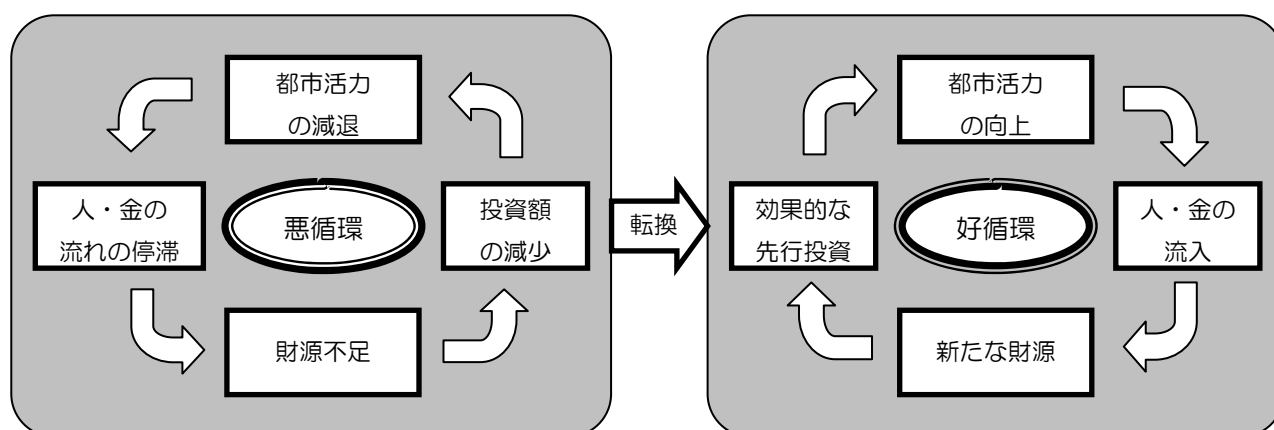 都市活力
の減退
人・金の
流れの停滞
悪循環
投資額
の減少
財源不足
転換
都市活力
の向上
効果的な
先行投資
好循環
人・金の
流入
新たな財源